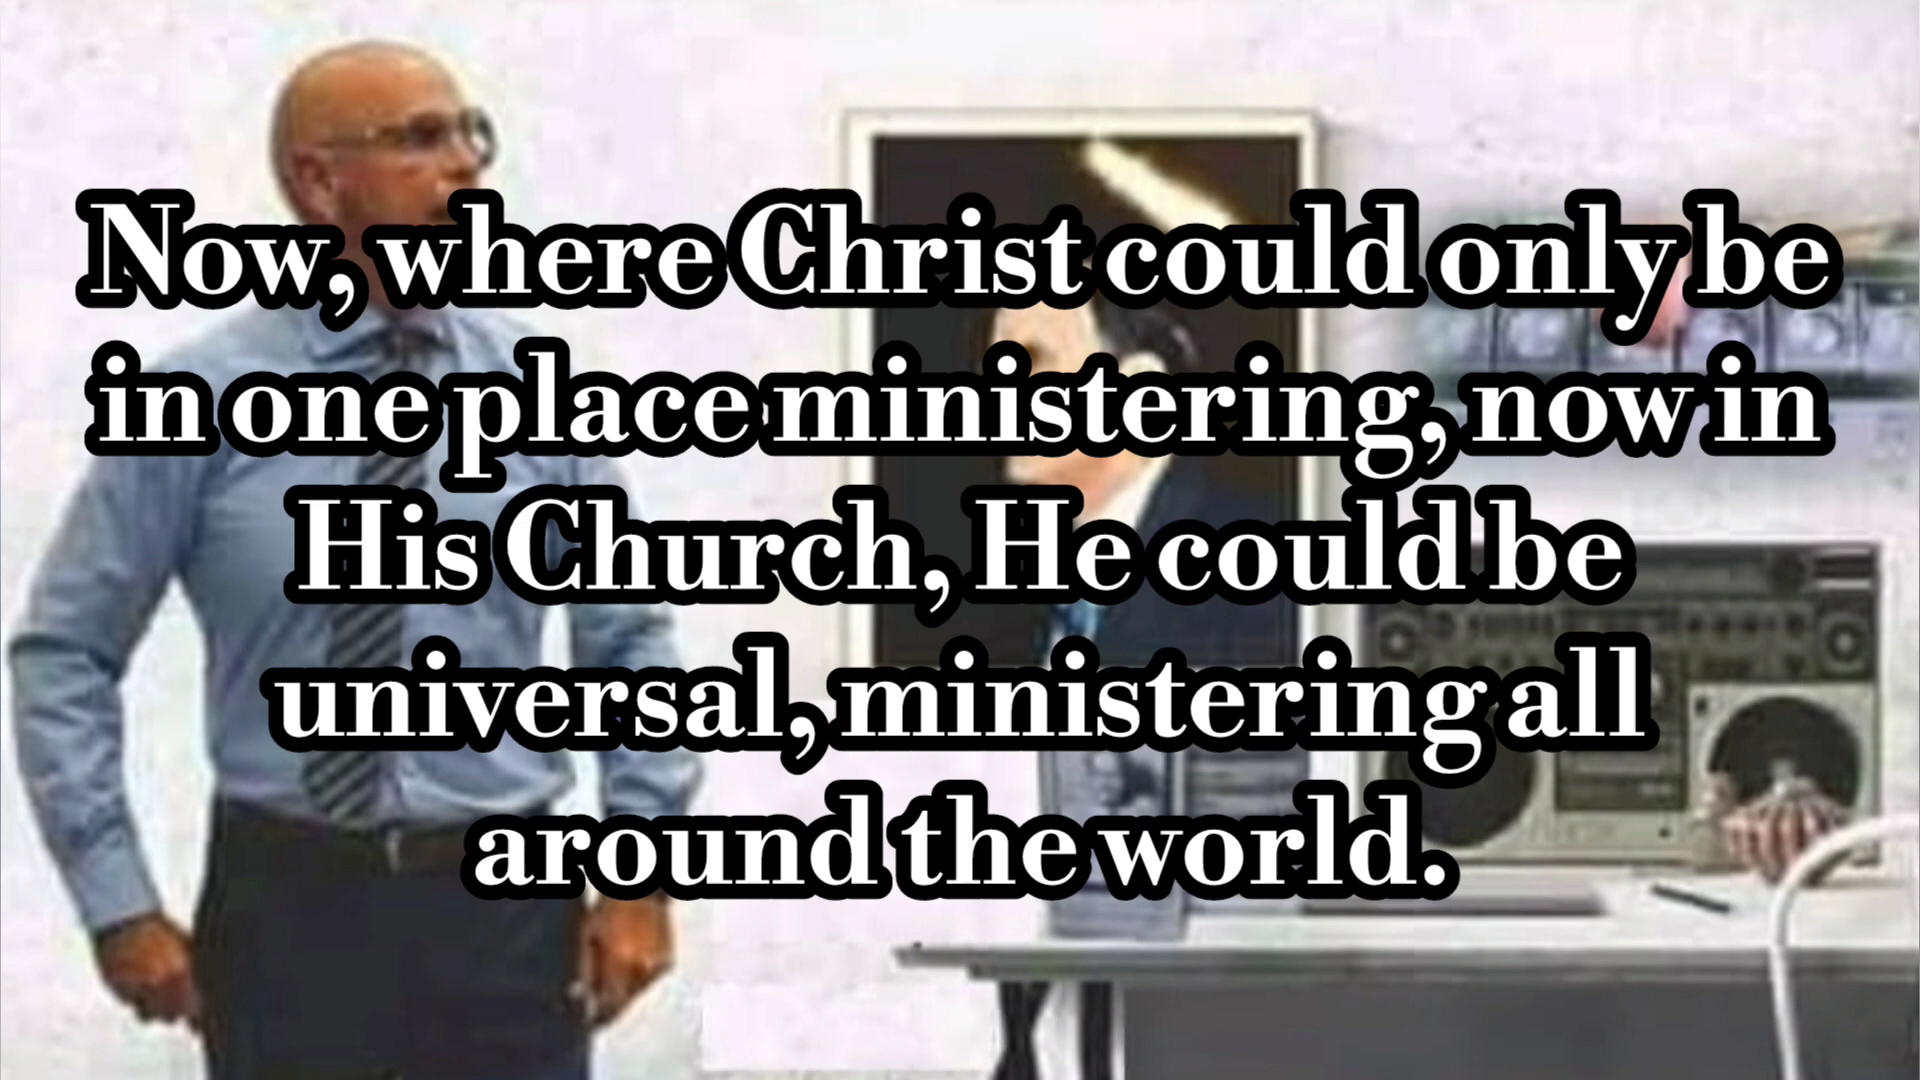 Now, where Christ could only be
in one place ministering, now in
His Church, He could be
universal, ministering all
around the world.